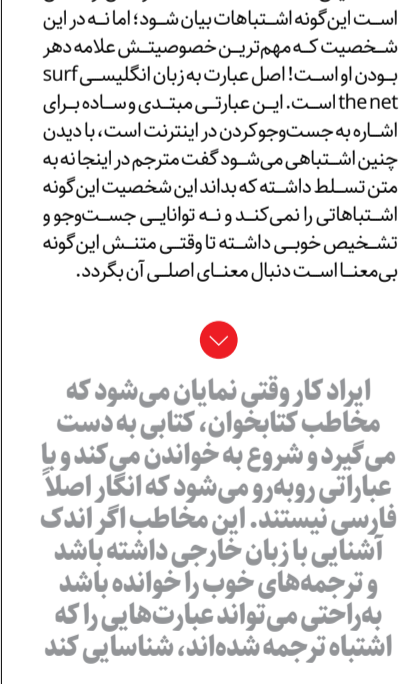 است این‌گونه اشتباهات بیان شود؛ اما نه در این
شخصیت که مهم‌ترین خصوصیتش علامه دهر
بودن او است! اصل عبارت به زبان انگلیسی surf
the net است. این عبارتی مبتدی و ساده برای
اشاره به جست‌وجو کردن در اینترنت است، با دیدن
چنین اشتباهی می‌شود گفت مترجم در اینجا نه به
متن تسلط داشته که بداند این شخصیت این‌گونه
اشتباهاتی را نمی‌کند و نه توانایی جست‌وجو و
تشخیص خوبی داشته تا وقتی متنش این‌گونه
بی‌معنا است دنبال معنای اصلی آن بگردد.
ایراد کار وقتی نمایان می‌شود که
مخاطب کتابخوان، کتابی به دست
می‌گیرد و شروع به خواندن می‌کند و با
عباراتی روبه‌رو می‌شود که انگار اصلاً
فارسی نیستند. این مخاطب اگر اندک
آشنایی با زبان خارجی داشته باشد
و ترجمه‌های خوب را خوانده باشد
به‌راحتی می‌تواند عبارت‌هایی را که
اشتباه ترجمه شده‌اند، شناسایی کند